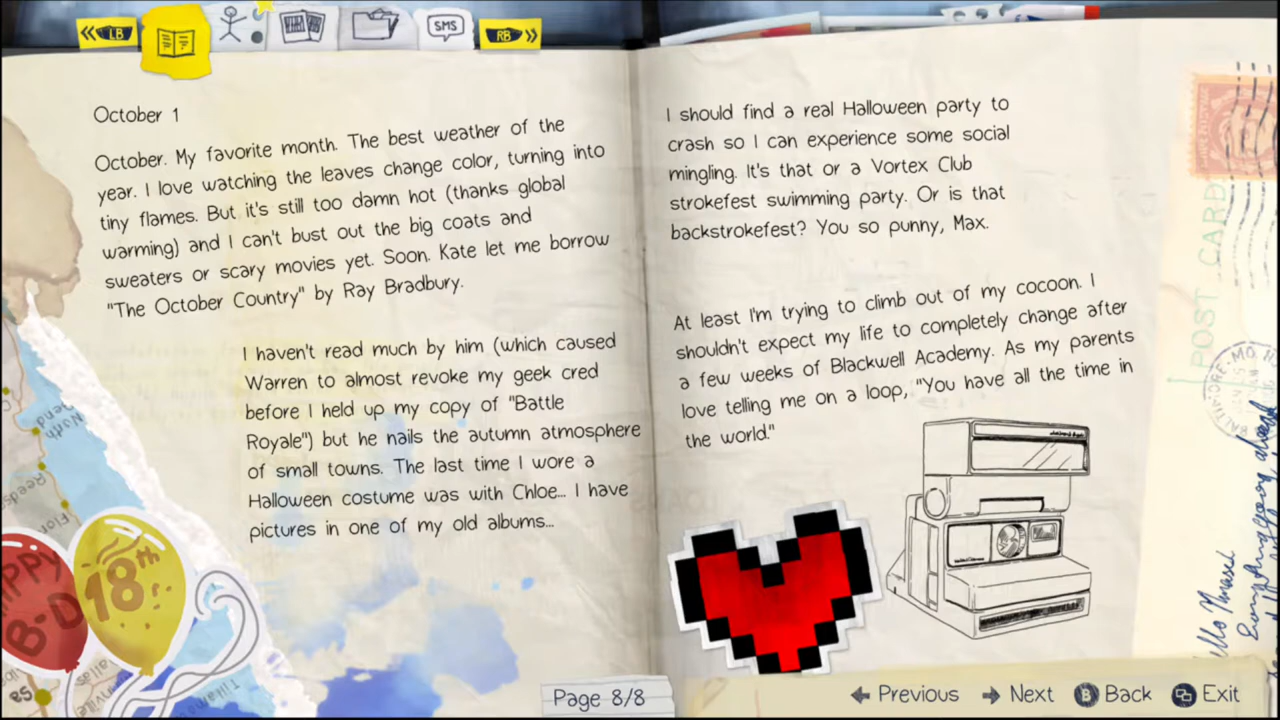 LB
SMS
RB
October 1
October. My favorite month. The best weather of the
year. I love watching the leaves change color, turning into
tiny flames. But it's still too damn hot (thanks global
warming) and I can't bust out the big coats and
sweaters or scary movies yet. Soon. Kate let me borrow
"The October Country" by Ray Bradbury.
I haven't read much by him (which caused
Warren to almost revoke my geek cred
before I held up my copy of "Battle
Royale") but he nails the autumn atmosphere
of small towns. The last time I wore a
Halloween costume was with Chloe... I have
pictures in one of my old albums...
I should find a real Halloween party to
crash so I can experience some social
mingling. It's that or a Vortex Club
strokefest swimming party. Or is that
backstrokefest? You so punny, Max.
At least I'm trying to climb out of my cocoon. I
shouldn't expect my life to completely change after
a few weeks of Blackwell Academy. As my parents
love telling me on a loop, "You have all the time in
the world."
B-D
18th
POST CARD
North
Page 8/8
Previous
Next
B Back
Exit